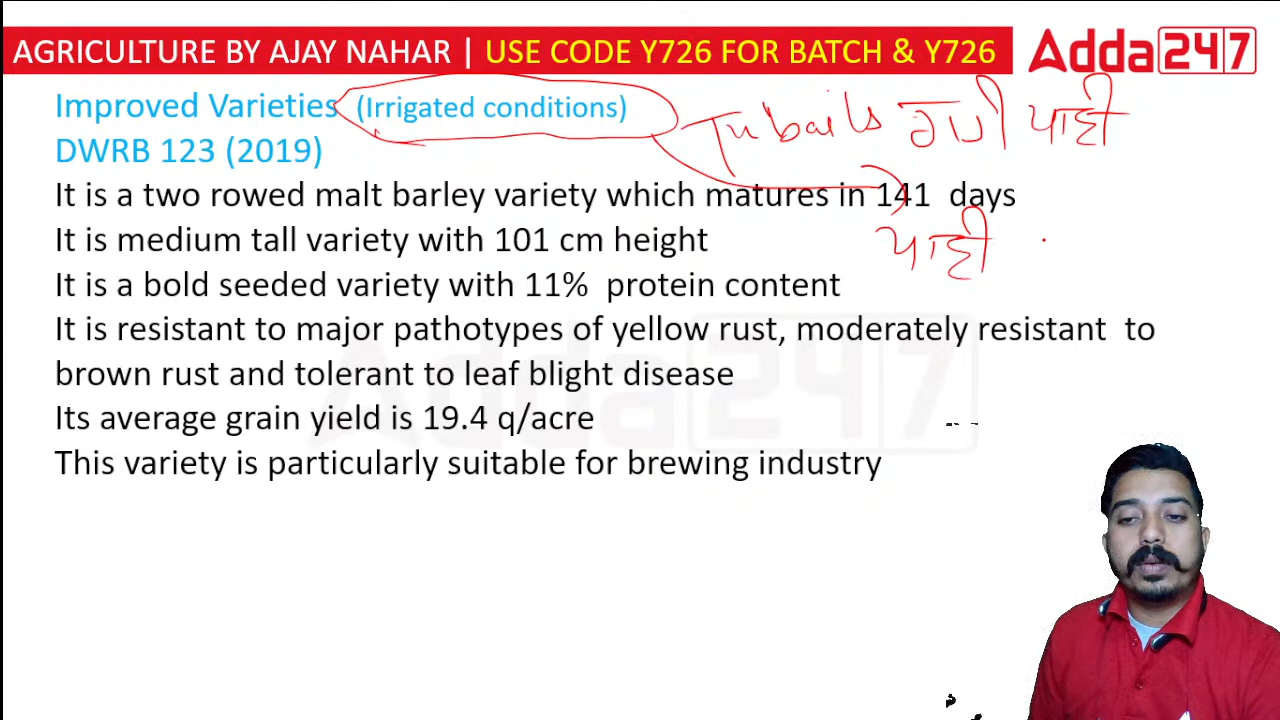 AGRICULTURE BY AJAY NAHAR | USE CODE Y726 FOR BATCH & Y726
Adda247
Improved Varieties (Irrigated conditions)
DWRB 123 (2019)
It is a two rowed malt barley variety which matures in 141 days
It is medium tall variety with 101 cm height
It is a bold seeded variety with 11% protein content
It is resistant to major pathotypes of yellow rust, moderately resistant to
brown rust and tolerant to leaf blight disease
Its average grain yield is 19.4 q/acre
This variety is particularly suitable for brewing industry